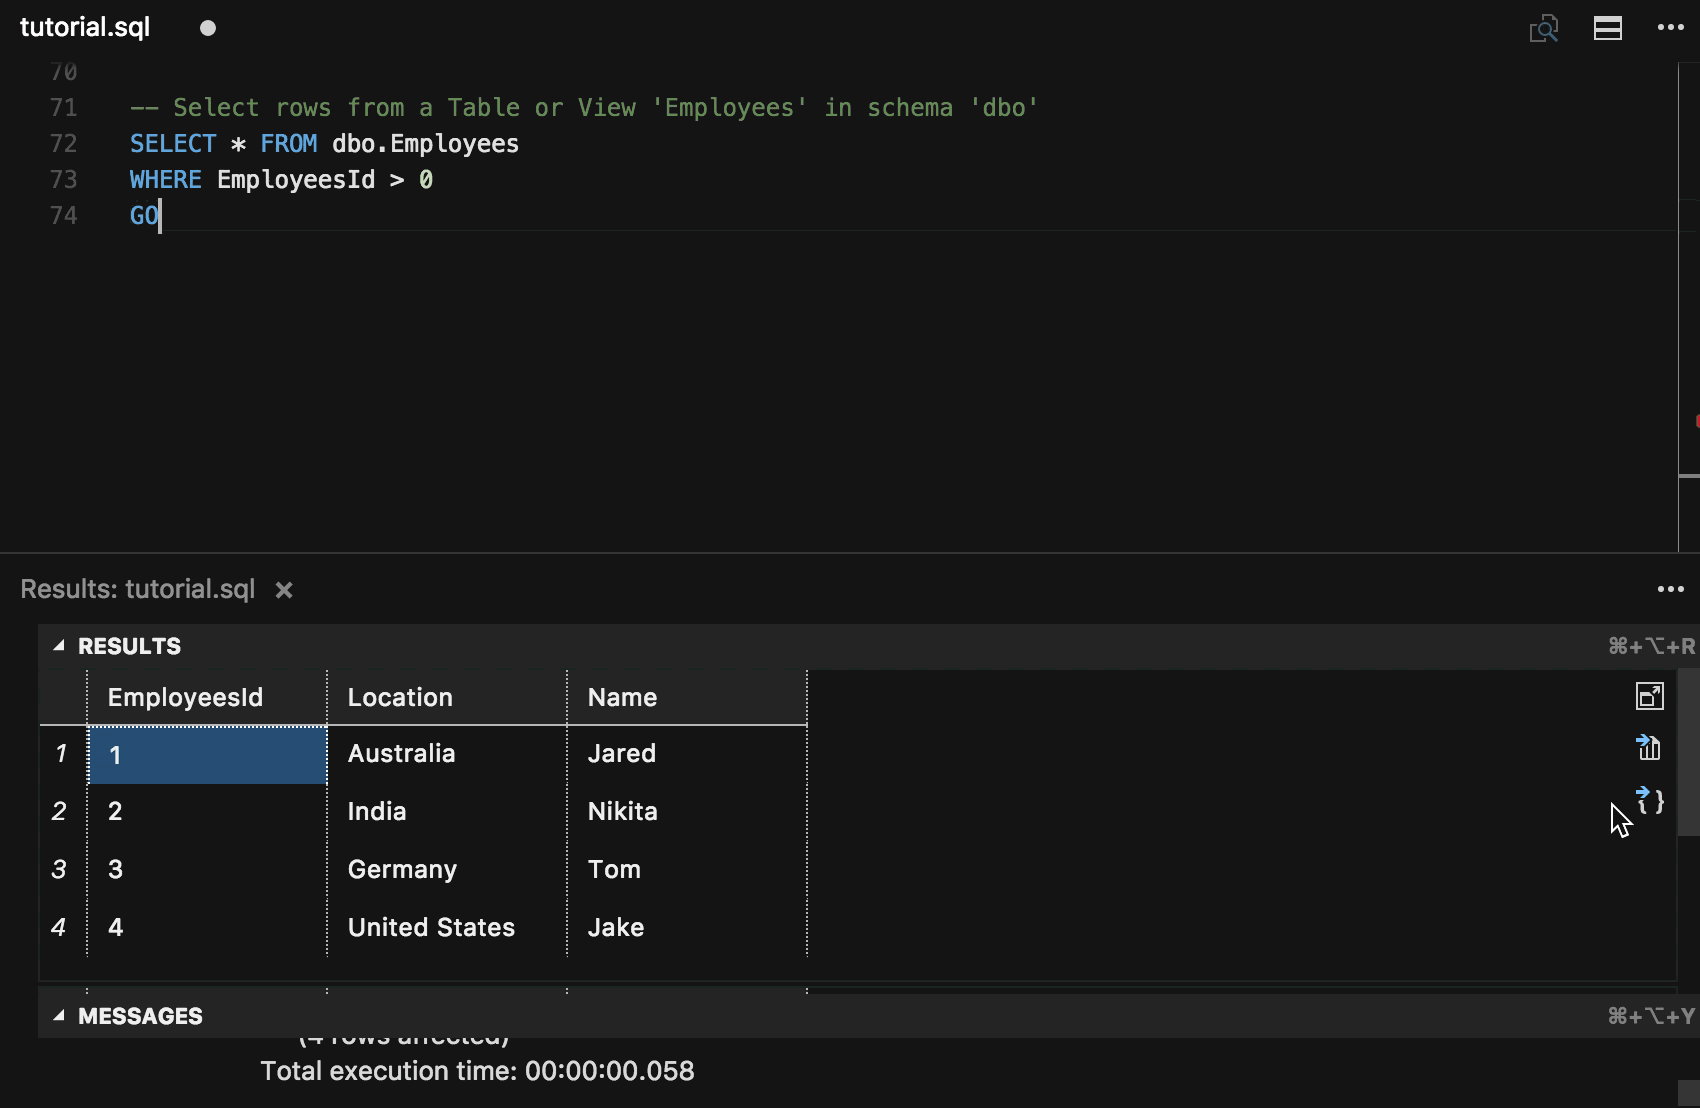 tutorial.sql
70
71 -- Select rows from a Table or View 'Employees' in schema 'dbo'
72 SELECT * FROM dbo.Employees
73 WHERE EmployeesId > 0
74 GO
Results: tutorial.sql
RESULTS ⌘+⌥+R
EmployeesId Location Name
1 1 Australia Jared
2 2 India Nikita
3 3 Germany Tom
4 4 United States Jake
MESSAGES ⌘+⌥+Y
(4 rows affected)
Total execution time: 00:00:00.058